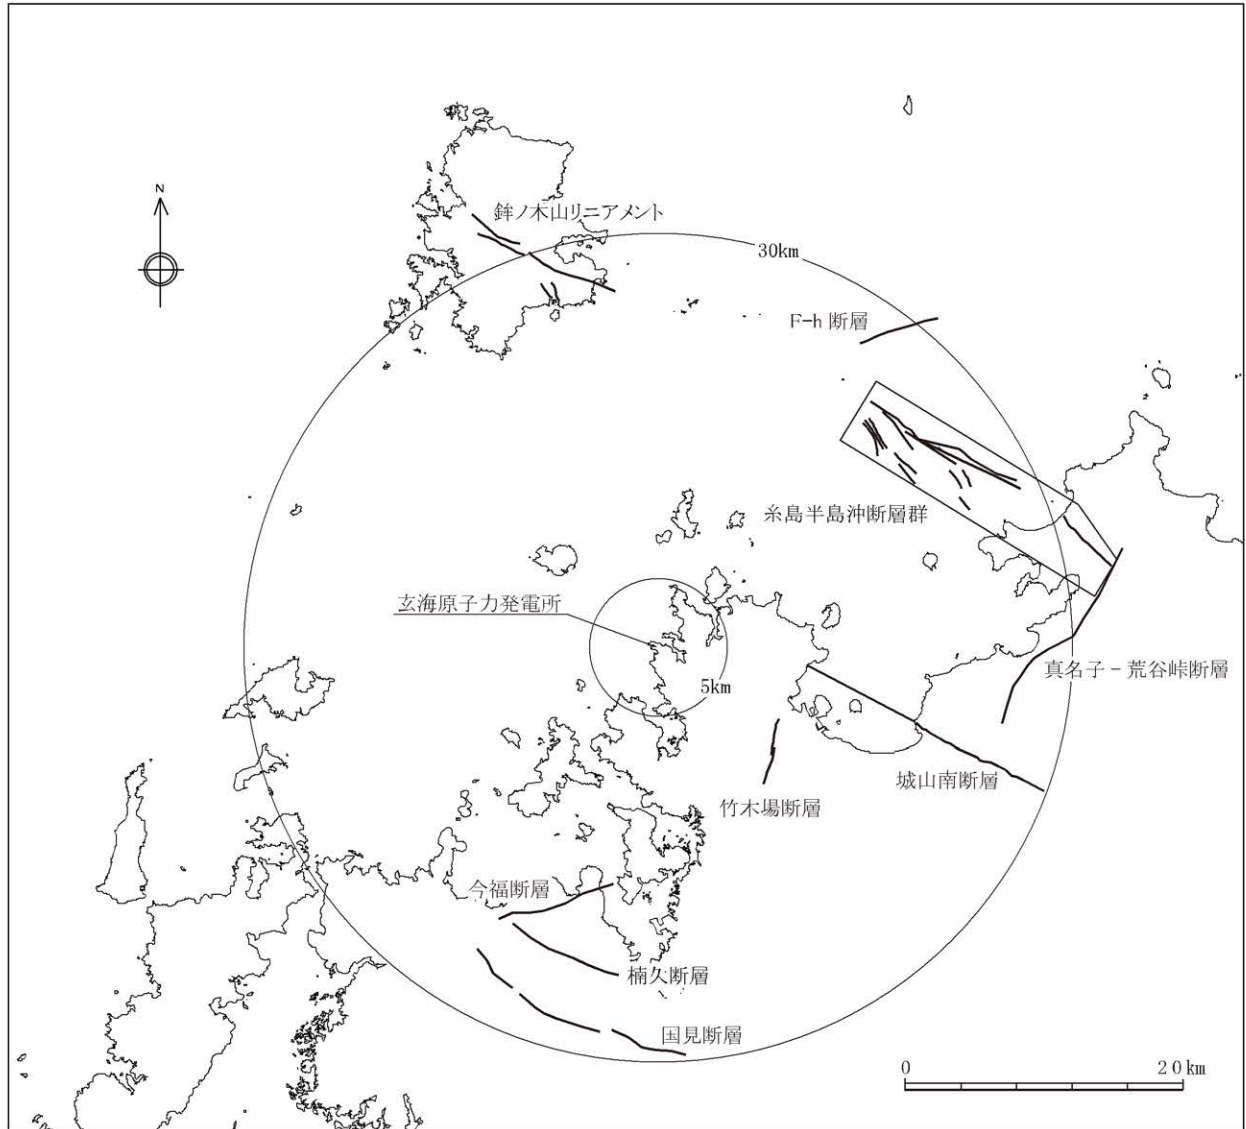 N
鉾ノ木山リニアメント
30km
F-h 断層
糸島半島沖断層群
玄海原子力発電所
5km
真名子－荒谷峠断層
城山南断層
竹木場断層
今福断層
楠久断層
国見断層
0 20km